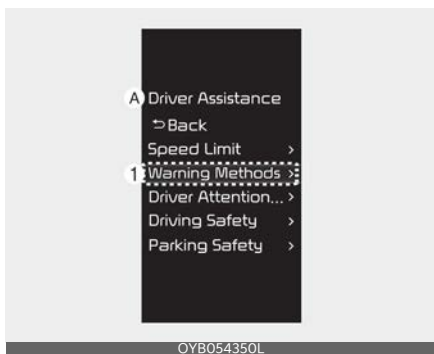 A Driver Assistance
⮌Back
Speed Limit >
1 Warning Methods >
Driver Attention... >
Driving Safety >
Parking Safety >
OYB054350L